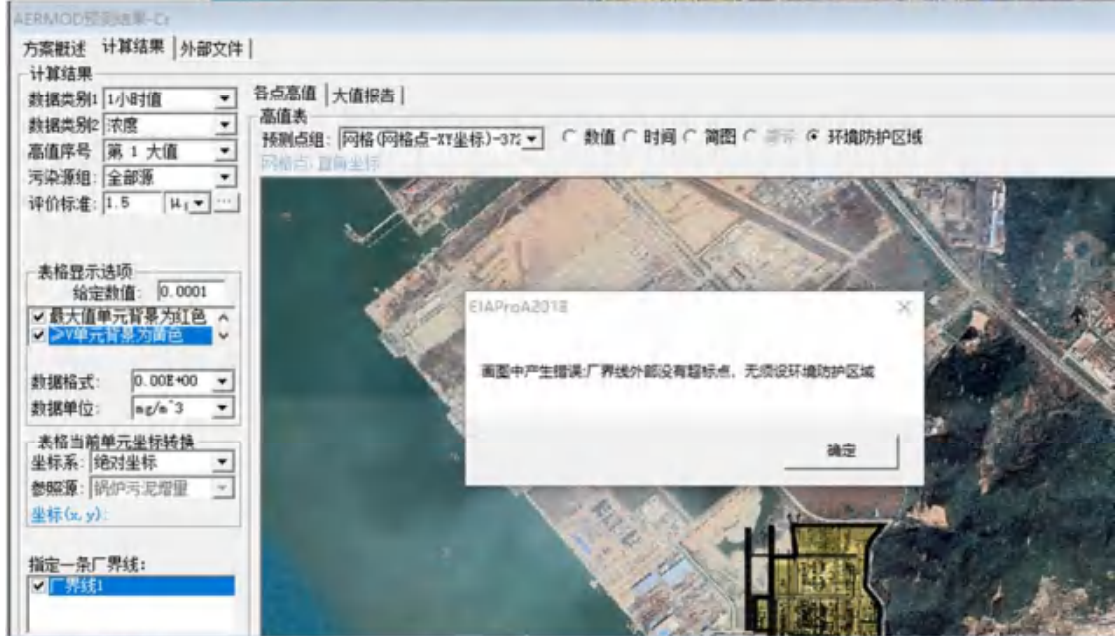 AERMOD预测结果-Cr
方案概述 计算结果 外部文件
计算结果
数据类别1 1小时值
数据类别2 浓度
高值序号 第 1 大值
污染源组: 全部源
评价标准: 1.5
各点高值 大值报告
高值表
预测点组: 网格(网格点-XY坐标)-37
数值 时间 简图 环境防护区域
网格点: 直角坐标
表格显示选项
给定数值: 0.0001
最大值单元背景为红色
≥V单元背景为黄色
数据格式: 0.00E+00
数据单位: mg/m^3
表格当前单元坐标转换
坐标系: 绝对坐标
参照源: 锅炉污泥增量
坐标(x,y):
指定一条厂界线:
厂界线1
EIAProA2018
画图中产生错误:厂界线外部没有超标点, 无须设环境防护区域
确定